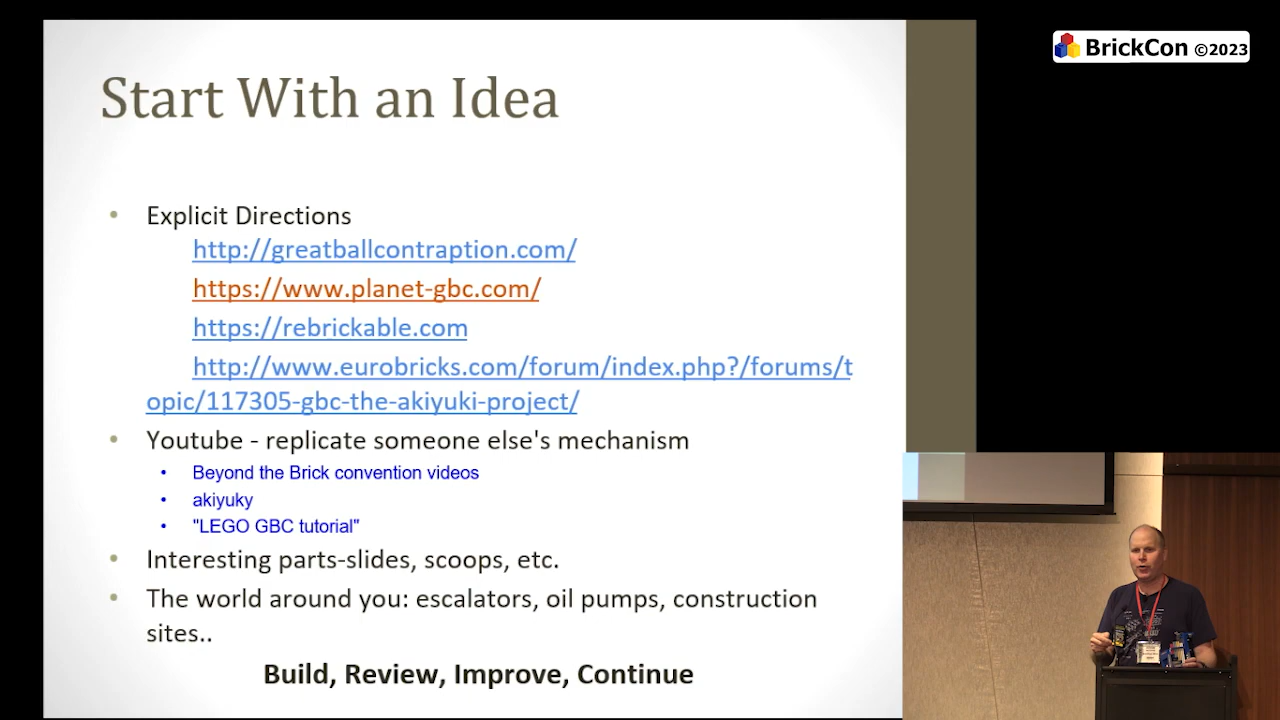 BrickCon ©2023
Start With an Idea
• Explicit Directions
http://greatballcontraption.com/
https://www.planet-gbc.com/
https://rebrickable.com
http://www.eurobricks.com/forum/index.php?/forums/t
opic/117305-gbc-the-akiyuki-project/
• Youtube - replicate someone else's mechanism
• Beyond the Brick convention videos
• akiyuky
• "LEGO GBC tutorial"
• Interesting parts-slides, scoops, etc.
• The world around you: escalators, oil pumps, construction
sites..
Build, Review, Improve, Continue